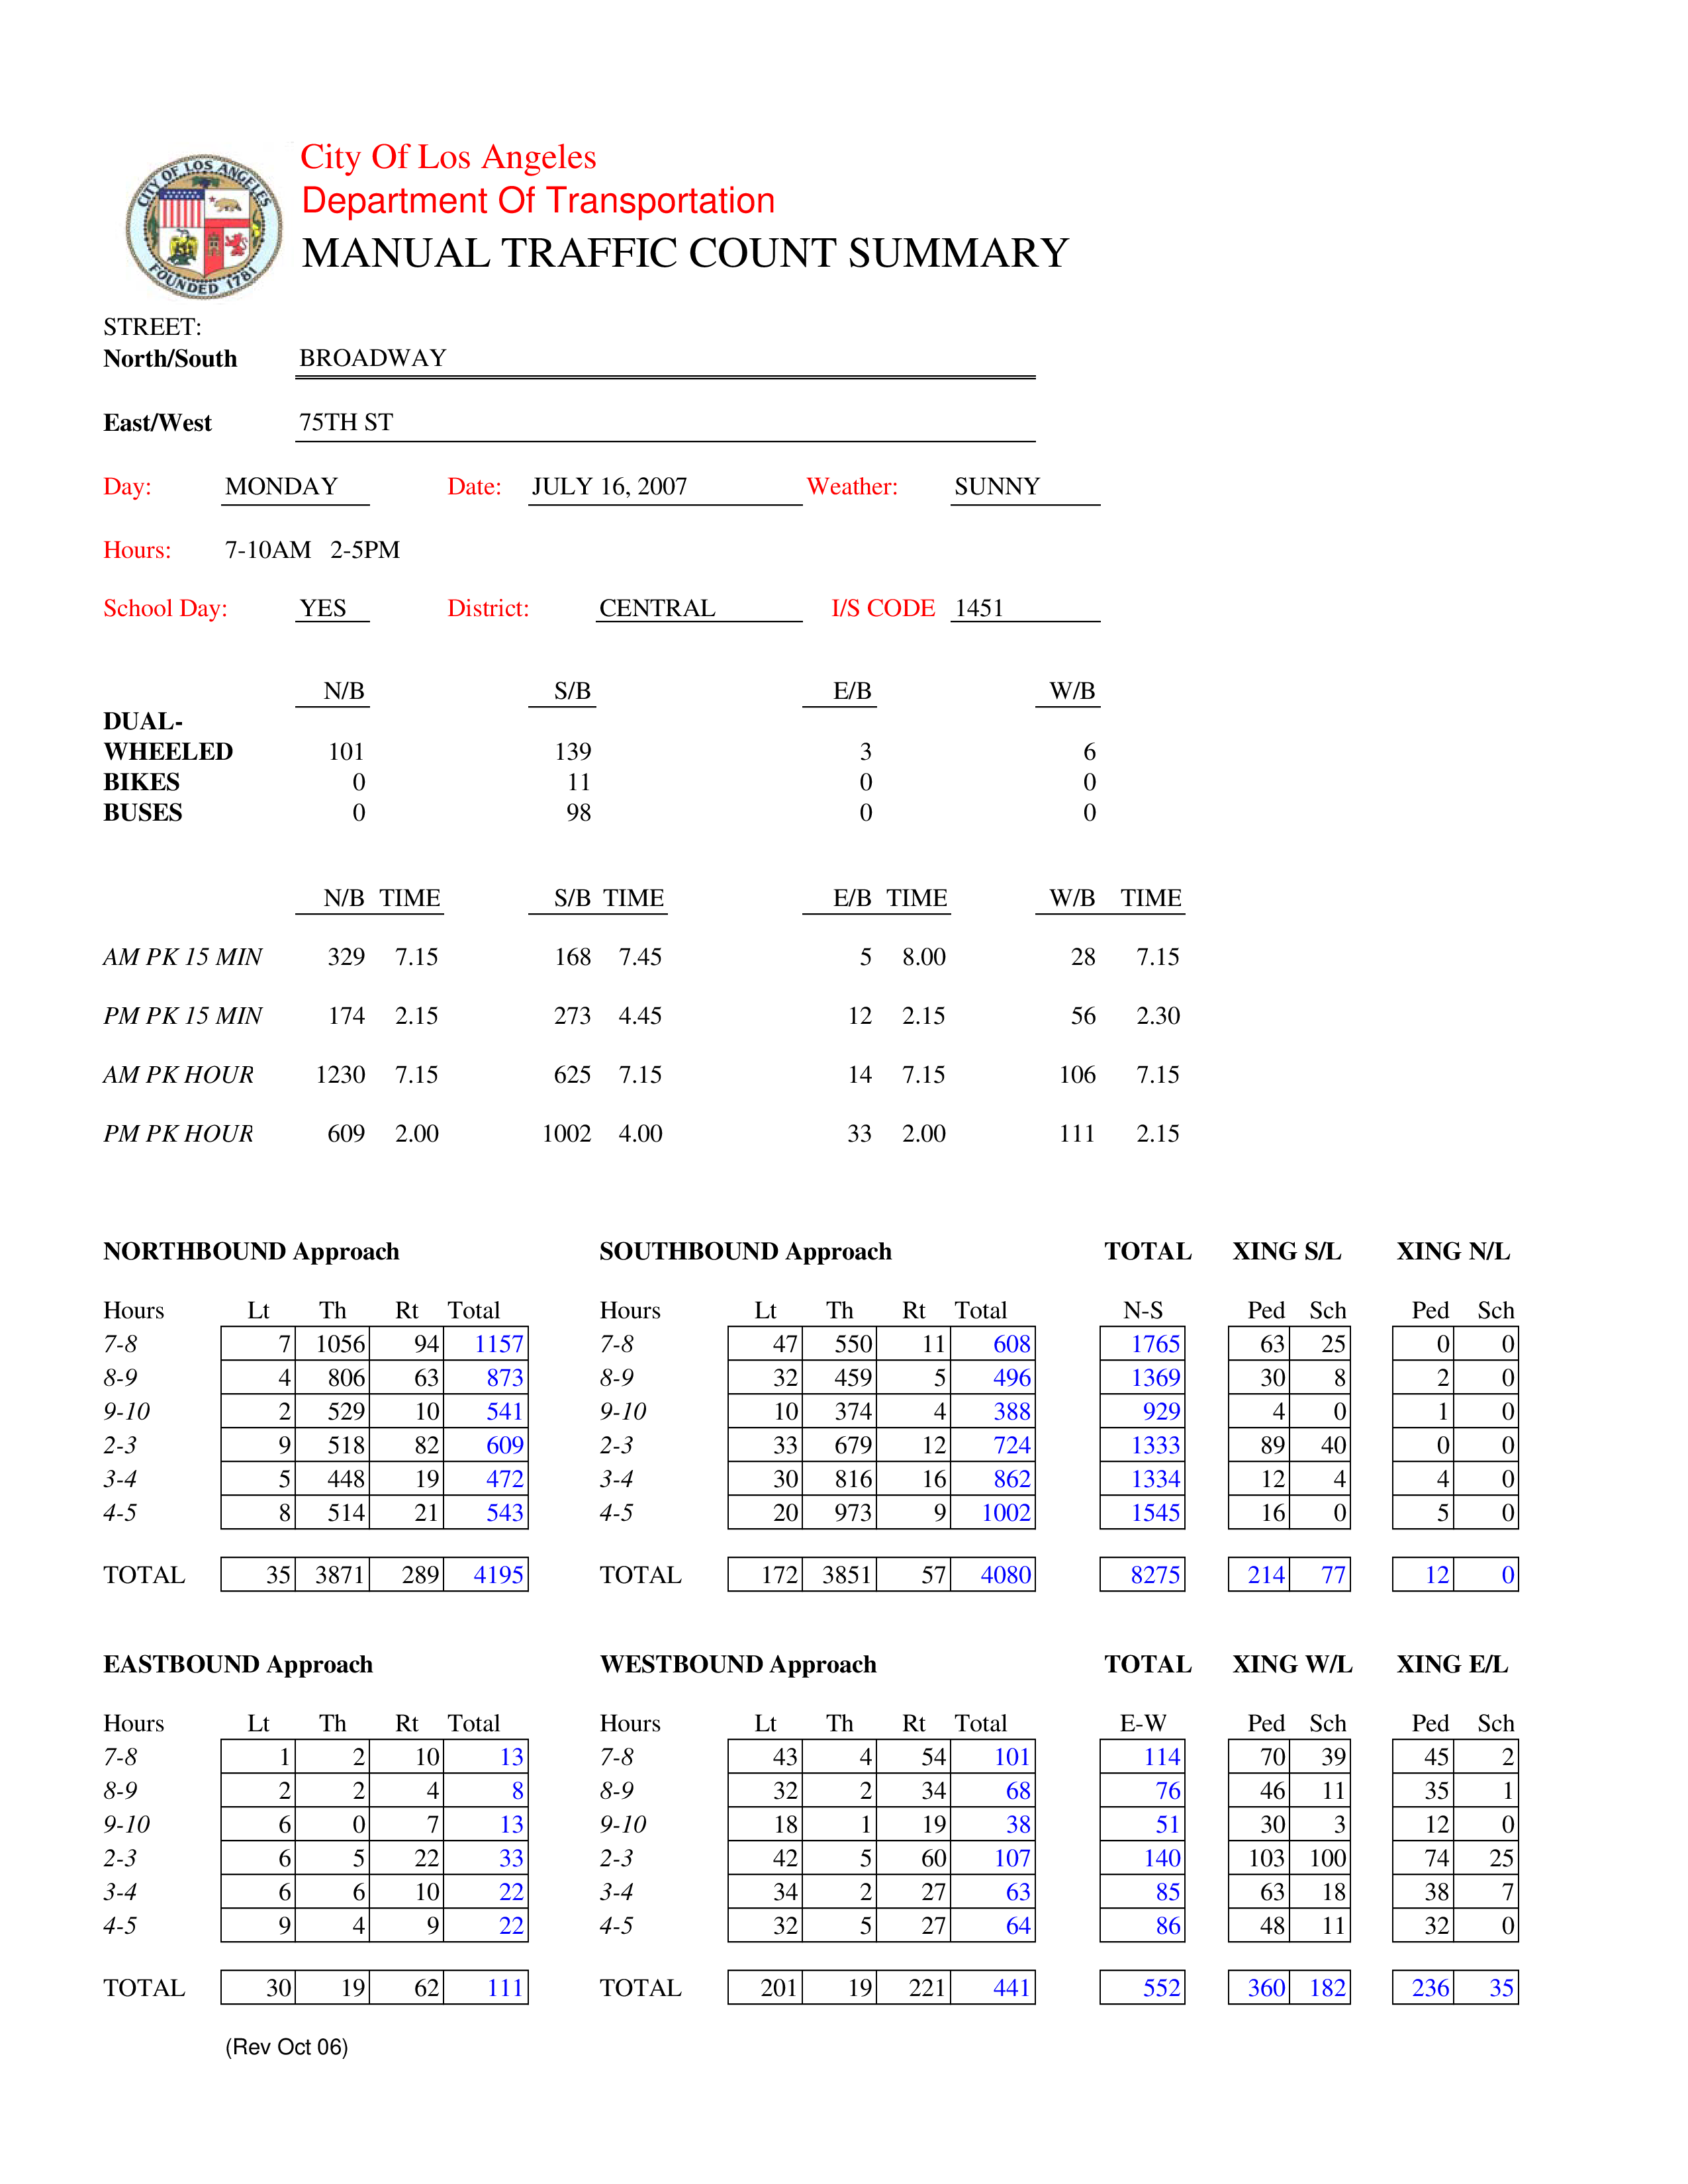 CITY OF LOS ANGELES
FOUNDED 1781
City Of Los Angeles
Department Of Transportation
MANUAL TRAFFIC COUNT SUMMARY
STREET:
North/South BROADWAY
East/West 75TH ST
Day: MONDAY Date: JULY 16, 2007 Weather: SUNNY
Hours: 7-10AM 2-5PM
School Day: YES District: CENTRAL I/S CODE 1451
N/B S/B E/B W/B
DUAL-
WHEELED 101 139 3 6
BIKES 0 11 0 0
BUSES 0 98 0 0
N/B TIME S/B TIME E/B TIME W/B TIME
AM PK 15 MIN 329 7.15 168 7.45 5 8.00 28 7.15
PM PK 15 MIN 174 2.15 273 4.45 12 2.15 56 2.30
AM PK HOUR 1230 7.15 625 7.15 14 7.15 106 7.15
PM PK HOUR 609 2.00 1002 4.00 33 2.00 111 2.15
NORTHBOUND Approach SOUTHBOUND Approach TOTAL XING S/L XING N/L
Hours Lt Th Rt Total Hours Lt Th Rt Total N-S Ped Sch Ped Sch
7-8 7 1056 94 1157 7-8 47 550 11 608 1765 63 25 0 0
8-9 4 806 63 873 8-9 32 459 5 496 1369 30 8 2 0
9-10 2 529 10 541 9-10 10 374 4 388 929 4 0 1 0
2-3 9 518 82 609 2-3 33 679 12 724 1333 89 40 0 0
3-4 5 448 19 472 3-4 30 816 16 862 1334 12 4 4 0
4-5 8 514 21 543 4-5 20 973 9 1002 1545 16 0 5 0
TOTAL 35 3871 289 4195 TOTAL 172 3851 57 4080 8275 214 77 12 0
EASTBOUND Approach WESTBOUND Approach TOTAL XING W/L XING E/L
Hours Lt Th Rt Total Hours Lt Th Rt Total E-W Ped Sch Ped Sch
7-8 1 2 10 13 7-8 43 4 54 101 114 70 39 45 2
8-9 2 2 4 8 8-9 32 2 34 68 76 46 11 35 1
9-10 6 0 7 13 9-10 18 1 19 38 51 30 3 12 0
2-3 6 5 22 33 2-3 42 5 60 107 140 103 100 74 25
3-4 6 6 10 22 3-4 34 2 27 63 85 63 18 38 7
4-5 9 4 9 22 4-5 32 5 27 64 86 48 11 32 0
TOTAL 30 19 62 111 TOTAL 201 19 221 441 552 360 182 236 35
(Rev Oct 06)